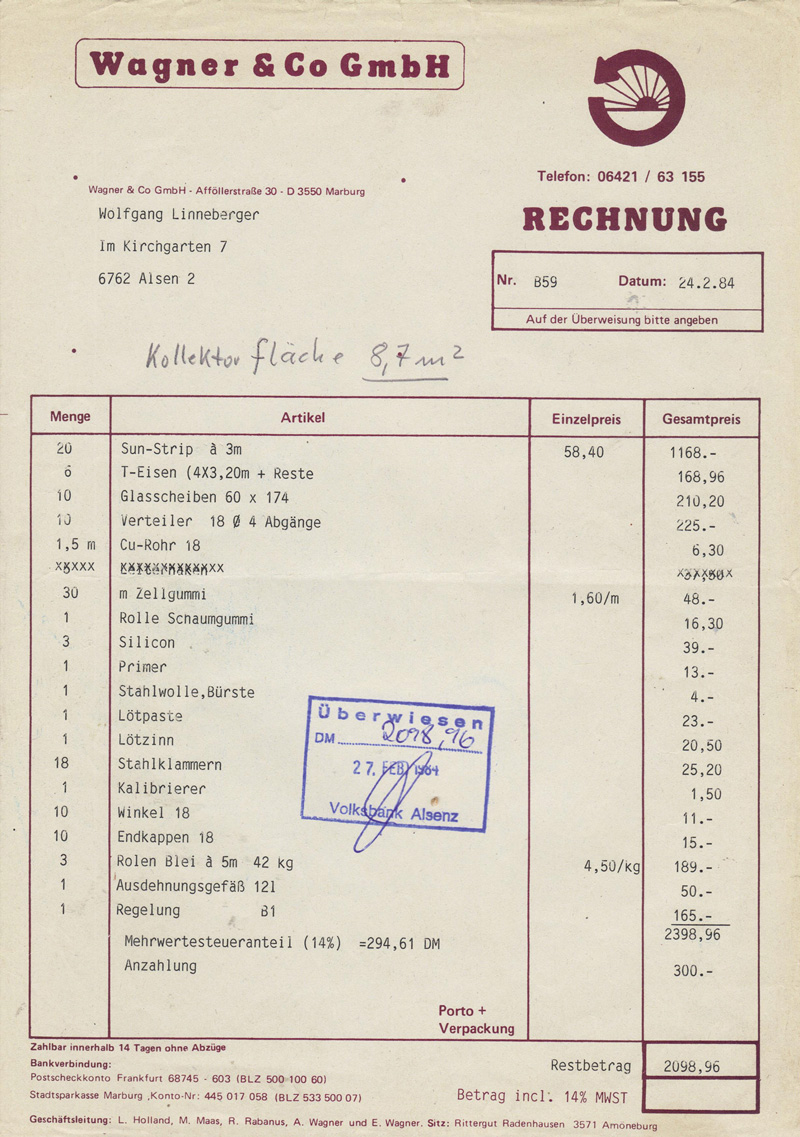 Wagner & Co GmbH
Telefon: 06421 / 63 155
Wagner & Co GmbH - Afföllerstraße 30 - D 3550 Marburg
Wolfgang Linneberger
Im Kirchgarten 7
6762 Alsen 2
RECHNUNG
Nr. 859 Datum: 24.2.84
Auf der Überweisung bitte angeben
Kollektorfläche 8,7 m²
Menge Artikel Einzelpreis Gesamtpreis
20 Sun-Strip à 3m 58,40 1168.-
6 T-Eisen (4X3,20m + Reste 168,96
10 Glasscheiben 60 x 174 210,20
10 Verteiler 18 Ø 4 Abgänge 225.-
1,5 m Cu-Rohr 18 6,30
30 m Zellgummi 1,60/m 48.-
1 Rolle Schaumgummi 16,30
3 Silicon 39.-
1 Primer 13.-
1 Stahlwolle,Bürste 4.-
1 Lötpaste 23.-
1 Lötzinn 20,50
18 Stahlklammern 25,20
1 Kalibrierer 1,50
10 Winkel 18 11.-
10 Endkappen 18 15.-
3 Rolen Blei à 5m 42 kg 4,50/kg 189.-
1 Ausdehnungsgefäß 12l 50.-
1 Regelung B1 165.-
2398,96
Mehrwertesteueranteil (14%) =294,61 DM
Anzahlung 300.-
Überwiesen
DM 2098,96
27. FEB. 1984
Volksbank Alsenz
Porto +
Verpackung
Zahlbar innerhalb 14 Tagen ohne Abzüge
Bankverbindung:
Postscheckkonto Frankfurt 68745 - 603 (BLZ 500 100 60)
Stadtsparkasse Marburg ,Konto-Nr: 445 017 058 (BLZ 533 500 07)
Restbetrag 2098,96
Betrag incl. 14% MWST
Geschäftsleitung: L. Holland, M. Maas, R. Rabanus, A. Wagner und E. Wagner. Sitz: Rittergut Radenhausen 3571 Amöneburg